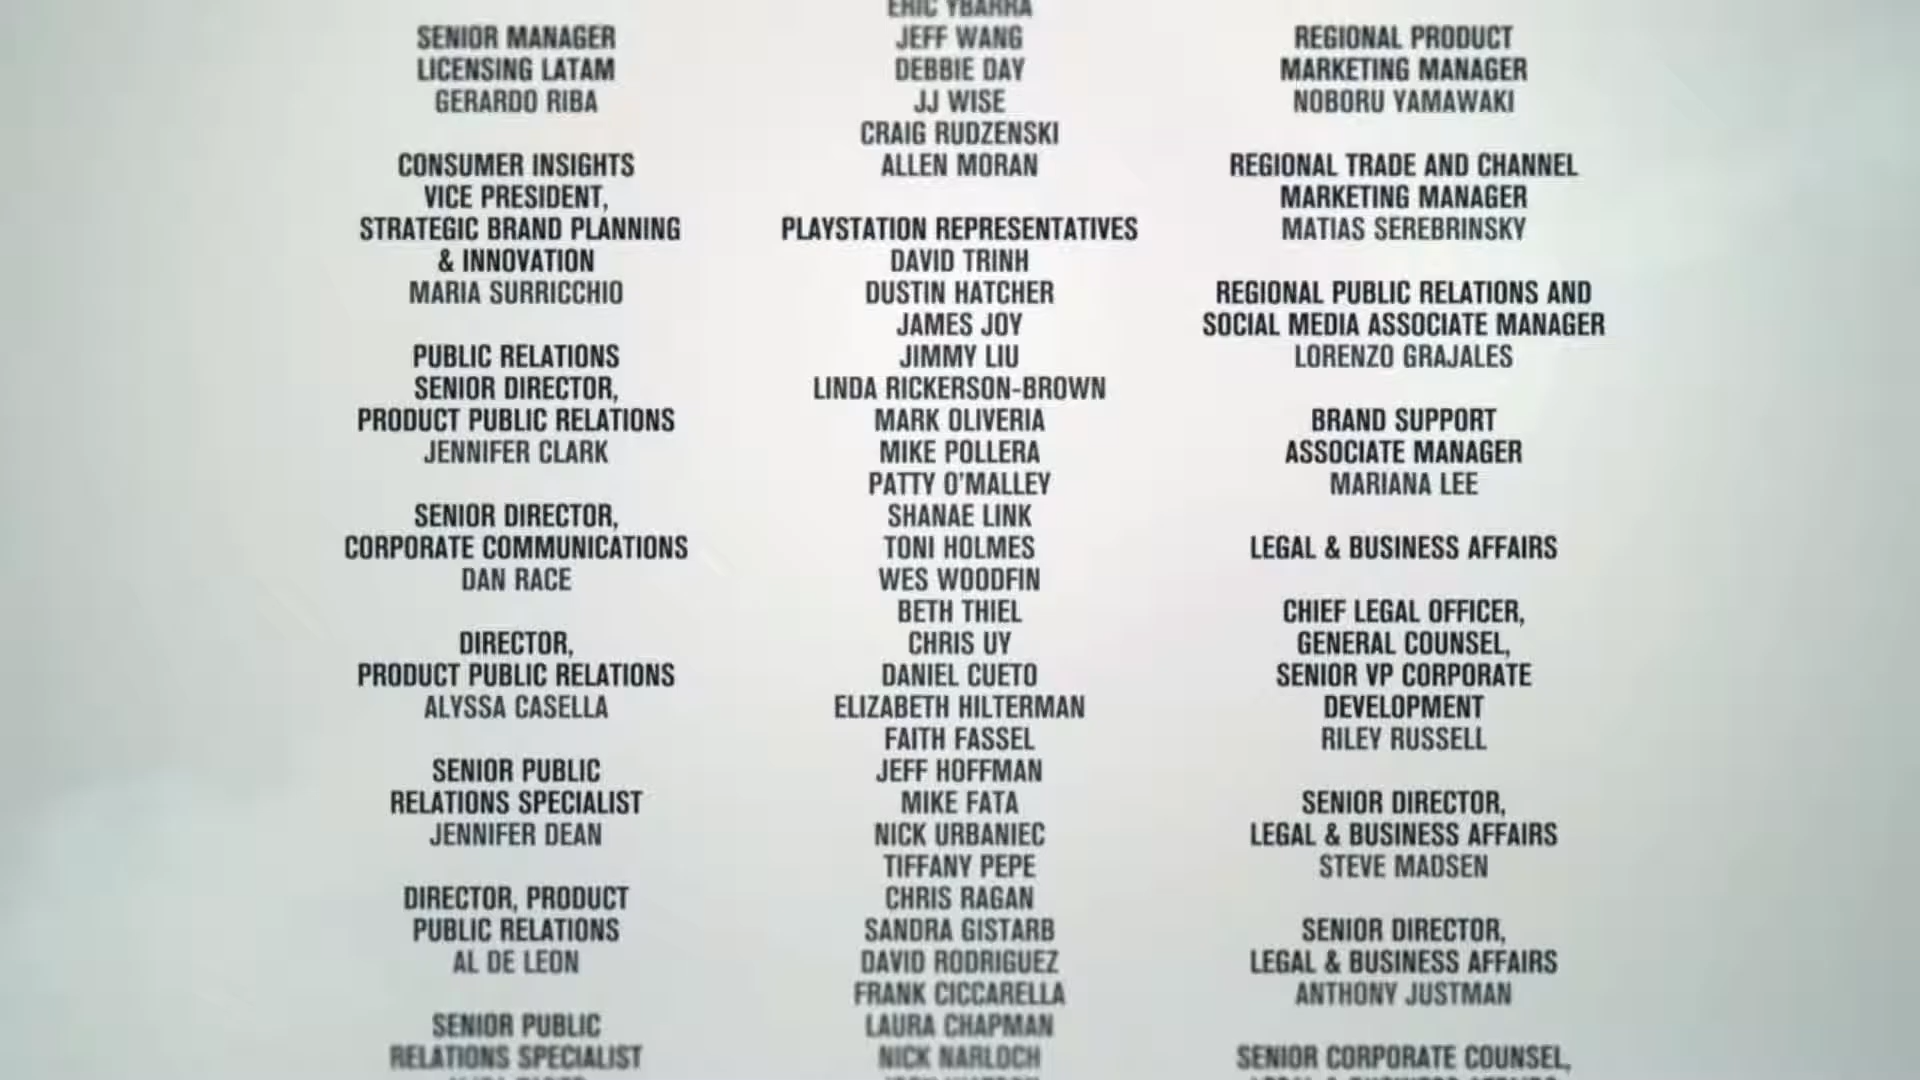 SENIOR MANAGER
LICENSING LATAM
GERARDO RIBA
CONSUMER INSIGHTS
VICE PRESIDENT,
STRATEGIC BRAND PLANNING
& INNOVATION
MARIA SURRICCHIO
PUBLIC RELATIONS
SENIOR DIRECTOR,
PRODUCT PUBLIC RELATIONS
JENNIFER CLARK
SENIOR DIRECTOR,
CORPORATE COMMUNICATIONS
DAN RACE
DIRECTOR,
PRODUCT PUBLIC RELATIONS
ALYSSA CASELLA
SENIOR PUBLIC
RELATIONS SPECIALIST
JENNIFER DEAN
DIRECTOR, PRODUCT
PUBLIC RELATIONS
AL DE LEON
SENIOR PUBLIC
RELATIONS SPECIALIST
ERIC YBARRA
JEFF WANG
DEBBIE DAY
JJ WISE
CRAIG RUDZENSKI
ALLEN MORAN
PLAYSTATION REPRESENTATIVES
DAVID TRINH
DUSTIN HATCHER
JAMES JOY
JIMMY LIU
LINDA RICKERSON-BROWN
MARK OLIVERIA
MIKE POLLERA
PATTY O'MALLEY
SHANAE LINK
TONI HOLMES
WES WOODFIN
BETH THIEL
CHRIS UY
DANIEL CUETO
ELIZABETH HILTERMAN
FAITH FASSEL
JEFF HOFFMAN
MIKE FATA
NICK URBANIEC
TIFFANY PEPE
CHRIS RAGAN
SANDRA GISTARB
DAVID RODRIGUEZ
FRANK CICCARELLA
LAURA CHAPMAN
NICK NARLOCH
REGIONAL PRODUCT
MARKETING MANAGER
NOBORU YAMAWAKI
REGIONAL TRADE AND CHANNEL
MARKETING MANAGER
MATIAS SEREBRINSKY
REGIONAL PUBLIC RELATIONS AND
SOCIAL MEDIA ASSOCIATE MANAGER
LORENZO GRAJALES
BRAND SUPPORT
ASSOCIATE MANAGER
MARIANA LEE
LEGAL & BUSINESS AFFAIRS
CHIEF LEGAL OFFICER,
GENERAL COUNSEL,
SENIOR VP CORPORATE
DEVELOPMENT
RILEY RUSSELL
SENIOR DIRECTOR,
LEGAL & BUSINESS AFFAIRS
STEVE MADSEN
SENIOR DIRECTOR,
LEGAL & BUSINESS AFFAIRS
ANTHONY JUSTMAN
SENIOR CORPORATE COUNSEL,